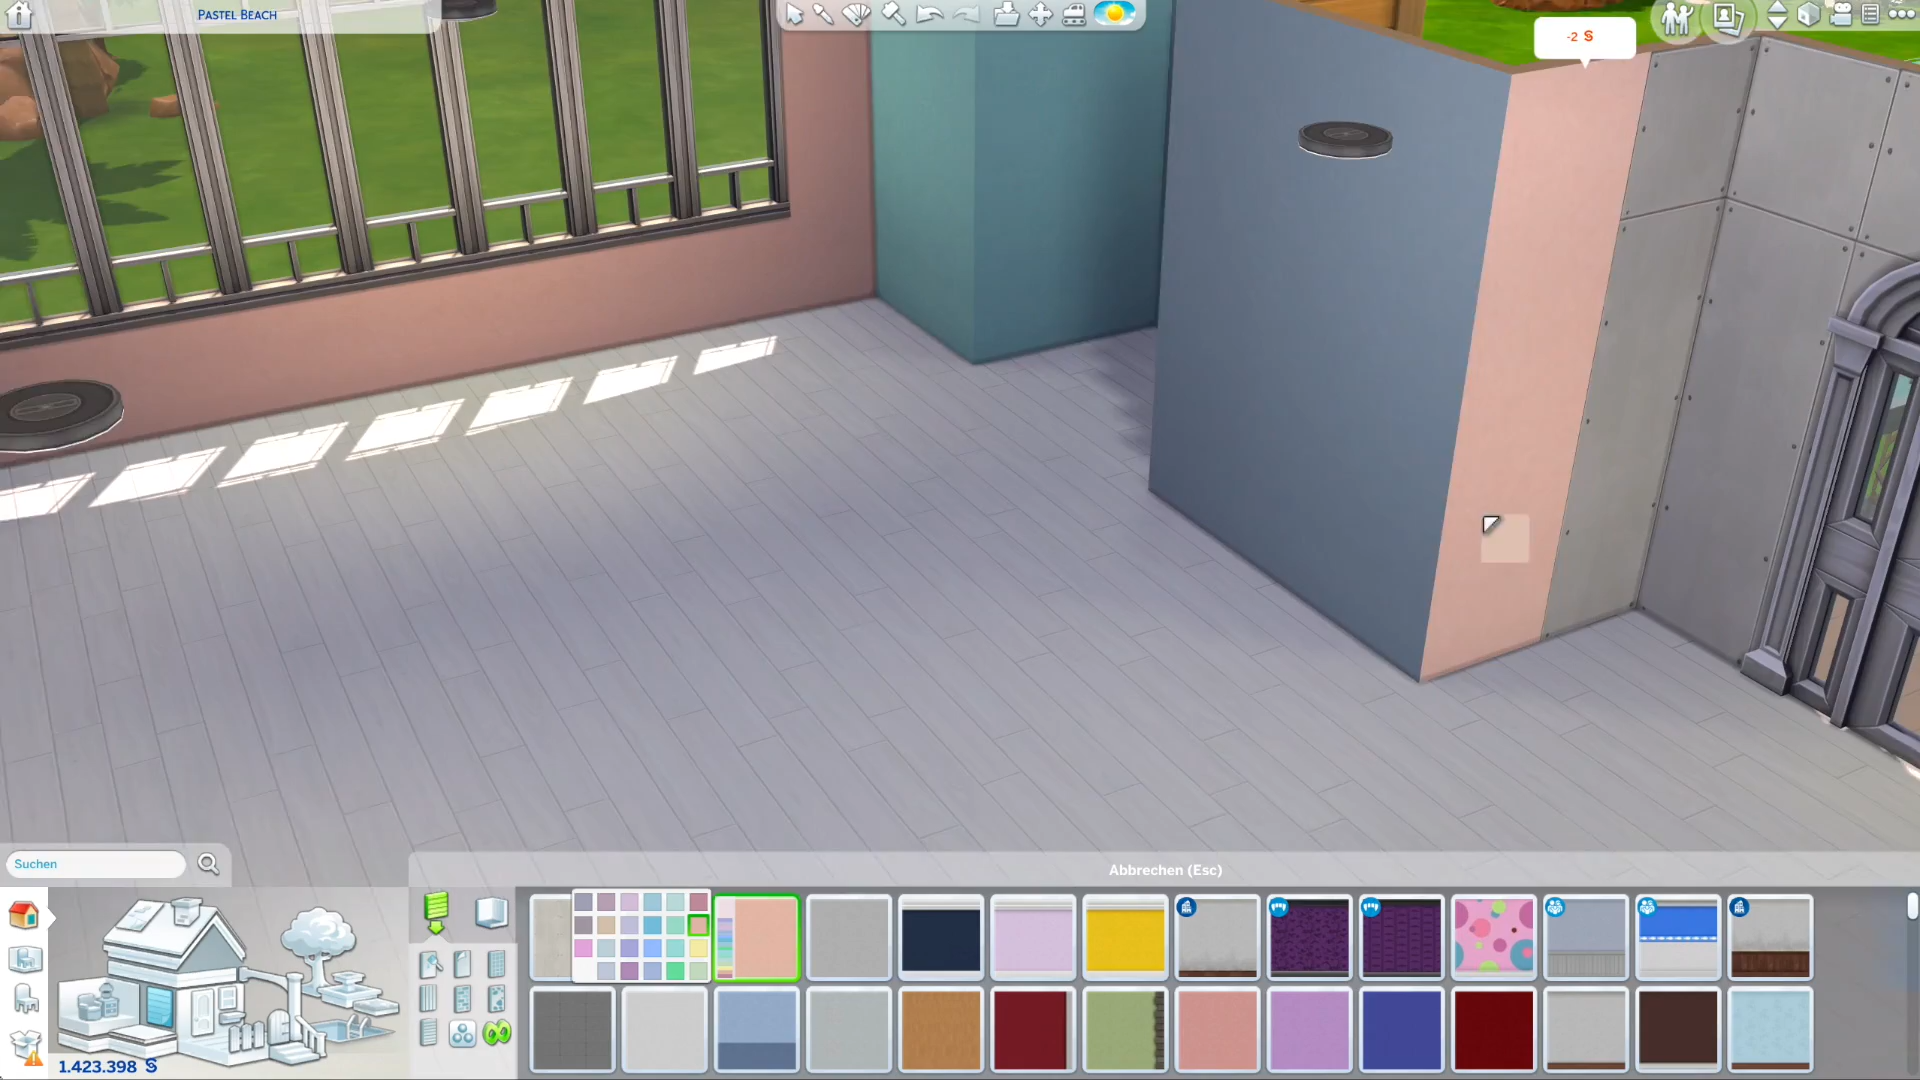 PASTEL BEACH
-2 S
Suchen
Abbrechen (Esc)
1.423.398 S